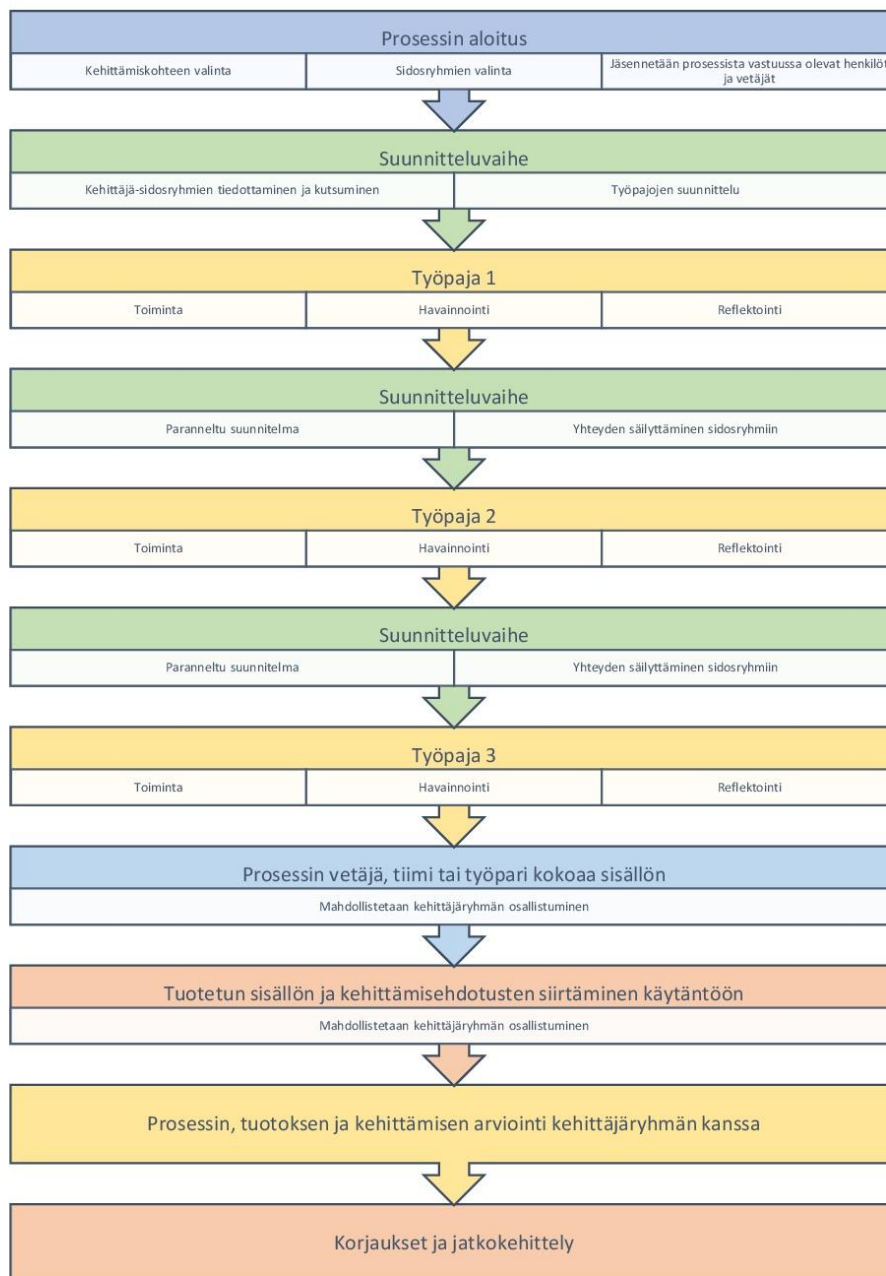 Prosessin aloitus
Kehittämiskohteen valinta
Sidosryhmien valinta
Jäsennetään prosessista vastuussa olevat henkilöt
ja vetäjät
Suunnitteluvaihe
Kehittäjä-sidosryhmien tiedottaminen ja kutsuminen
Työpajojen suunnittelu
Työpaja 1
Toiminta
Havainnointi
Reflektointi
Suunnitteluvaihe
Paranneltu suunnitelma
Yhteyden säilyttäminen sidosryhmiin
Työpaja 2
Toiminta
Havainnointi
Reflektointi
Suunnitteluvaihe
Paranneltu suunnitelma
Yhteyden säilyttäminen sidosryhmiin
Työpaja 3
Toiminta
Havainnointi
Reflektointi
Prosessin vetäjä, tiimi tai työpari kokoaa sisällön
Mahdollistetaan kehittäjäryhmän osallistuminen
Tuotetun sisällön ja kehittämisehdotusten siirtäminen käytäntöön
Mahdollistetaan kehittäjäryhmän osallistuminen
Prosessin, tuotoksen ja kehittämisen arviointi kehittäjäryhmän kanssa
Korjaukset ja jatkokehittely